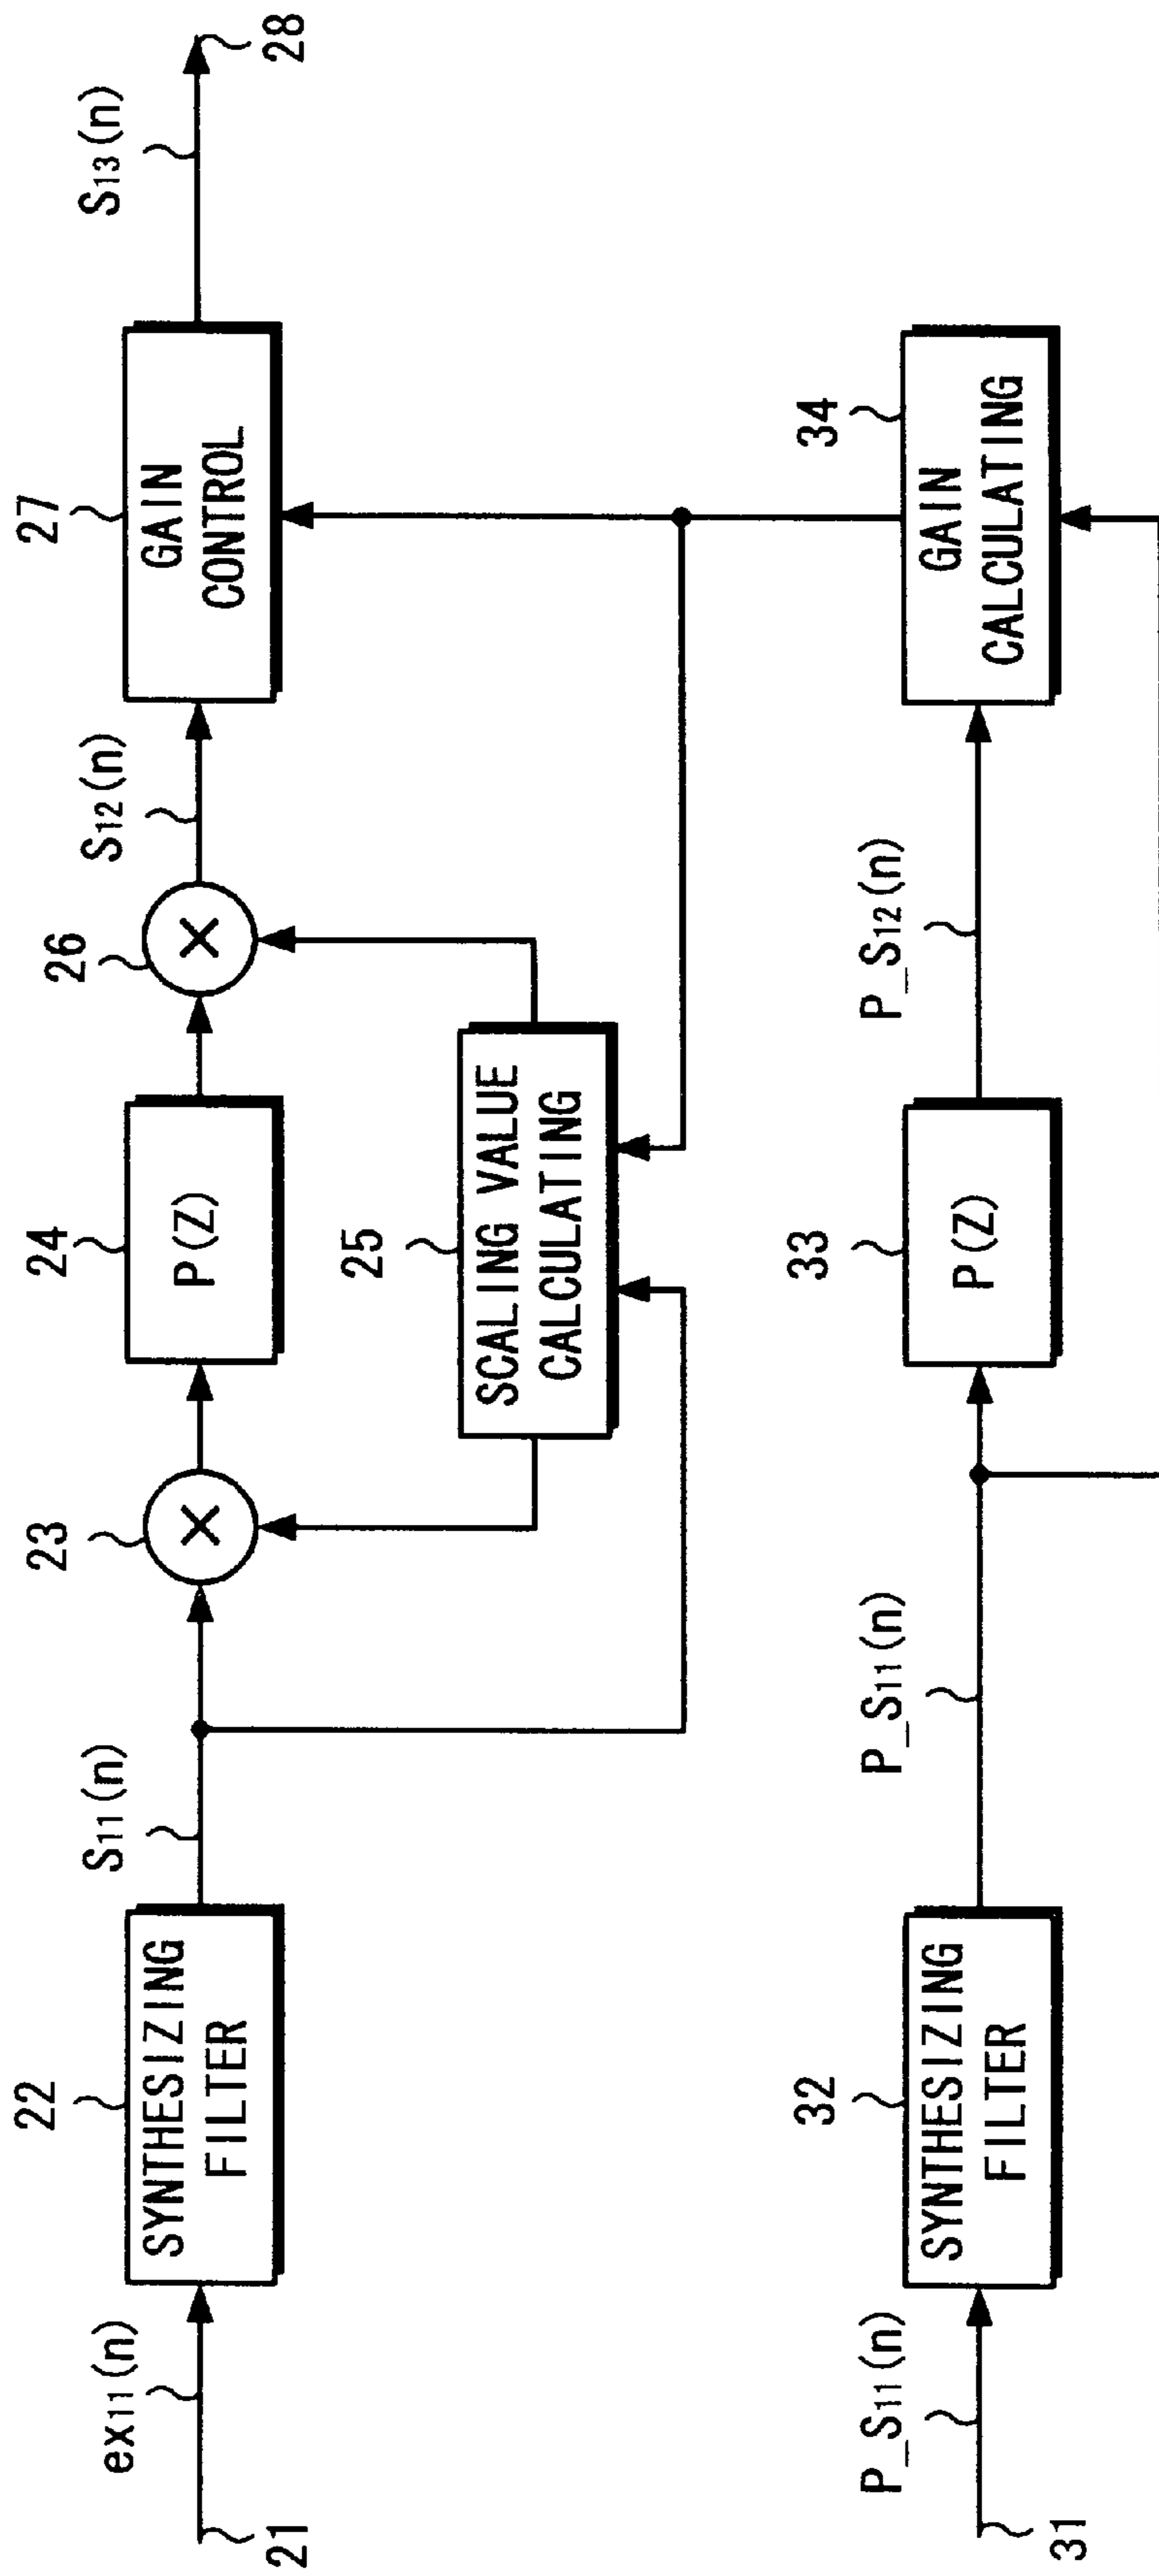 21
ex11(n)
22
SYNTHESIZING
FILTER
S11(n)
23
24
P(Z)
25
SCALING VALUE
CALCULATING
26
S12(n)
27
GAIN
CONTROL
S13(n)
28
31
P_S11(n)
32
SYNTHESIZING
FILTER
P_S11(n)
33
P(Z)
P_S12(n)
34
GAIN
CALCULATING